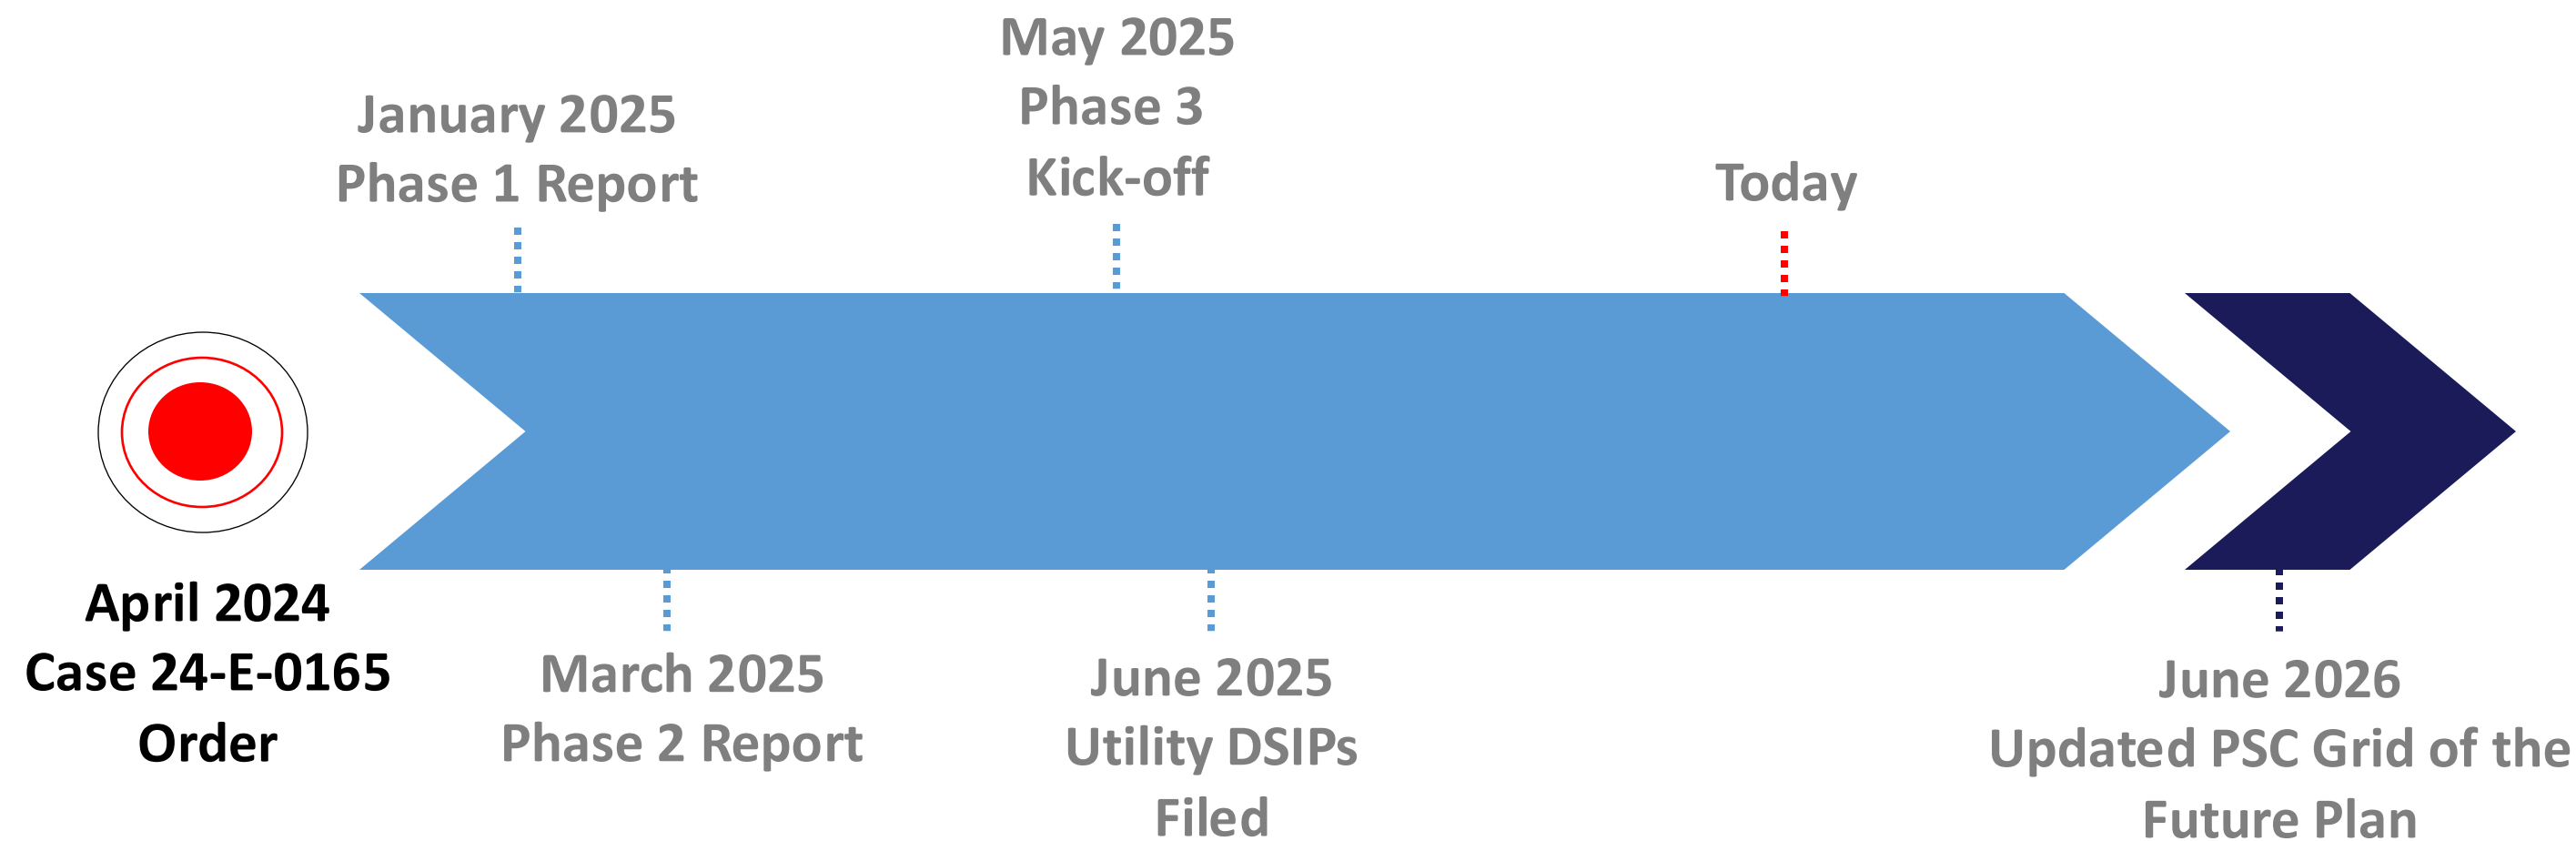 April 2024
Case 24-E-0165
Order
January 2025
Phase 1 Report
March 2025
Phase 2 Report
May 2025
Phase 3
Kick-off
June 2025
Utility DSIPs
Filed
Today
June 2026
Updated PSC Grid of the
Future Plan